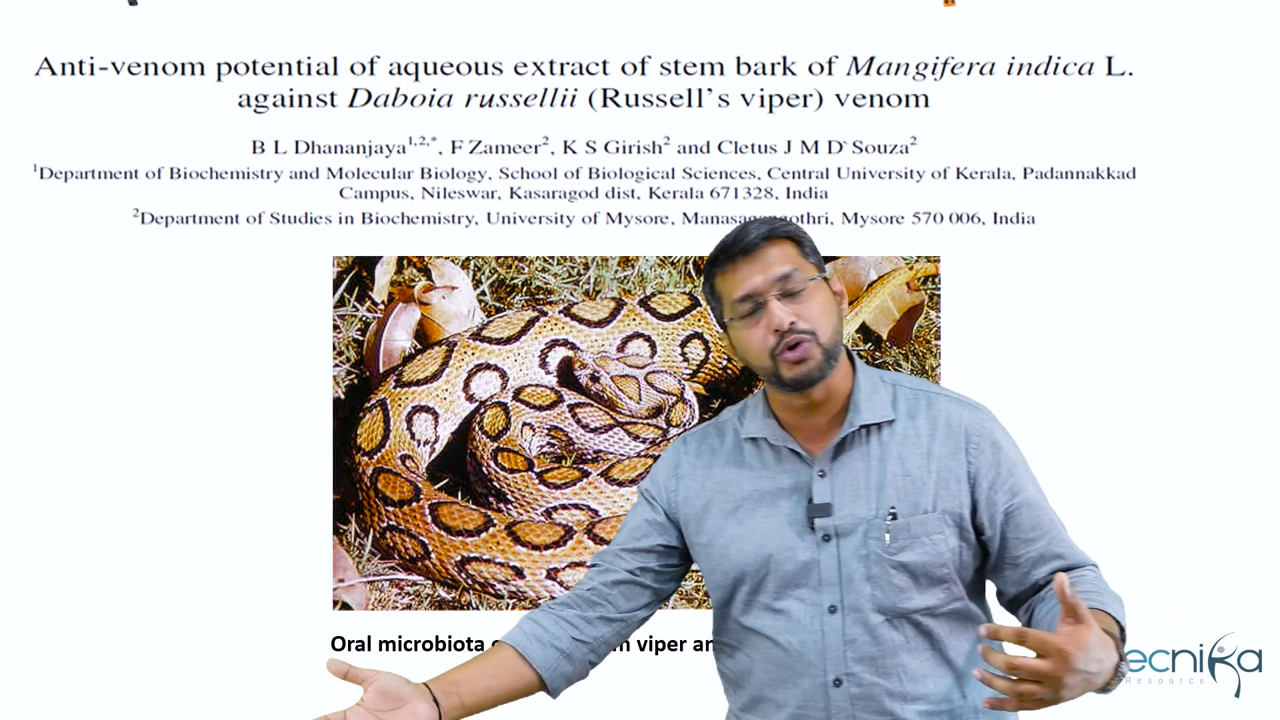 Anti-venom potential of aqueous extract of stem bark of Mangifera indica L.
against Daboia russellii (Russell's viper) venom
B L Dhananjaya1,2,*, F Zameer2, K S Girish2 and Cletus J M D`Souza2
1Department of Biochemistry and Molecular Biology, School of Biological Sciences, Central University of Kerala, Padannakkad
Campus, Nileswar, Kasaragod dist, Kerala 671328, India
2Department of Studies in Biochemistry, University of Mysore, Manasagangothri, Mysore 570 006, India
Oral microbiota viper
ecniKa
Resource